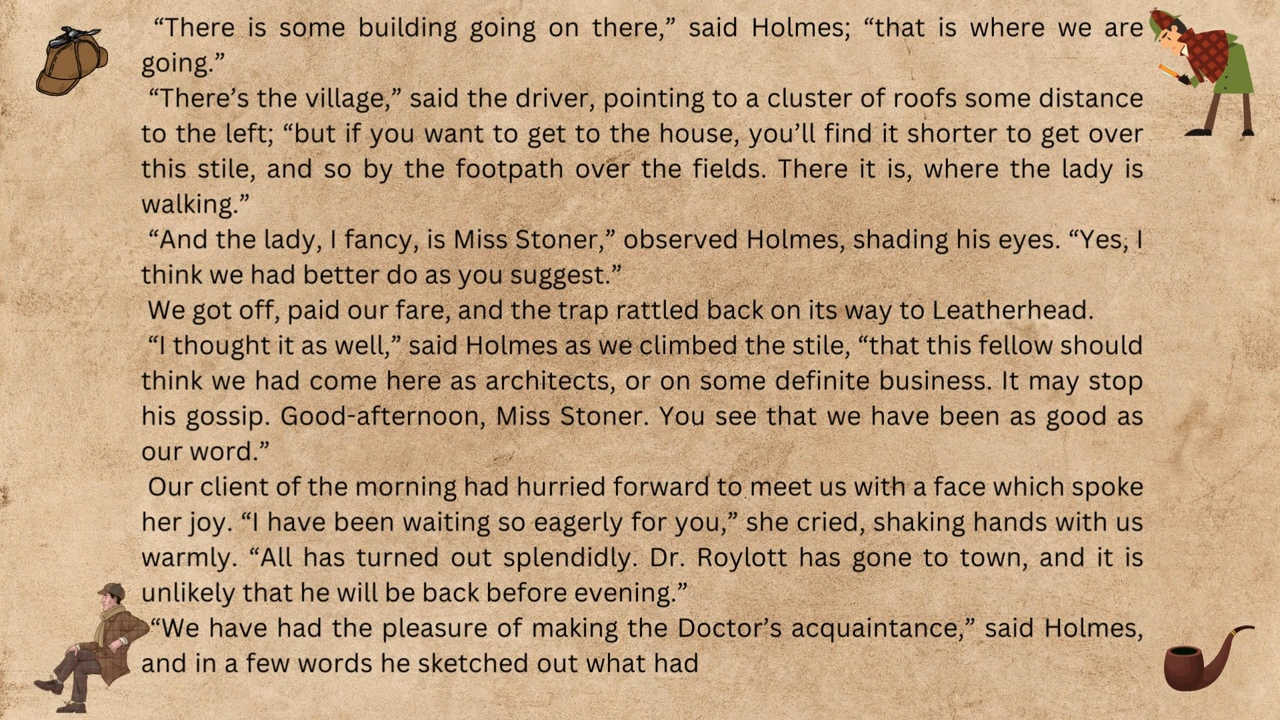 “There is some building going on there,” said Holmes; “that is where we are
going.”
“There’s the village,” said the driver, pointing to a cluster of roofs some distance
to the left; “but if you want to get to the house, you’ll find it shorter to get over
this stile, and so by the footpath over the fields. There it is, where the lady is
walking.”
“And the lady, I fancy, is Miss Stoner,” observed Holmes, shading his eyes. “Yes, I
think we had better do as you suggest.”
We got off, paid our fare, and the trap rattled back on its way to Leatherhead.
“I thought it as well,” said Holmes as we climbed the stile, “that this fellow should
think we had come here as architects, or on some definite business. It may stop
his gossip. Good-afternoon, Miss Stoner. You see that we have been as good as
our word.”
Our client of the morning had hurried forward to meet us with a face which spoke
her joy. “I have been waiting so eagerly for you,” she cried, shaking hands with us
warmly. “All has turned out splendidly. Dr. Roylott has gone to town, and it is
unlikely that he will be back before evening.”
“We have had the pleasure of making the Doctor’s acquaintance,” said Holmes,
and in a few words he sketched out what had